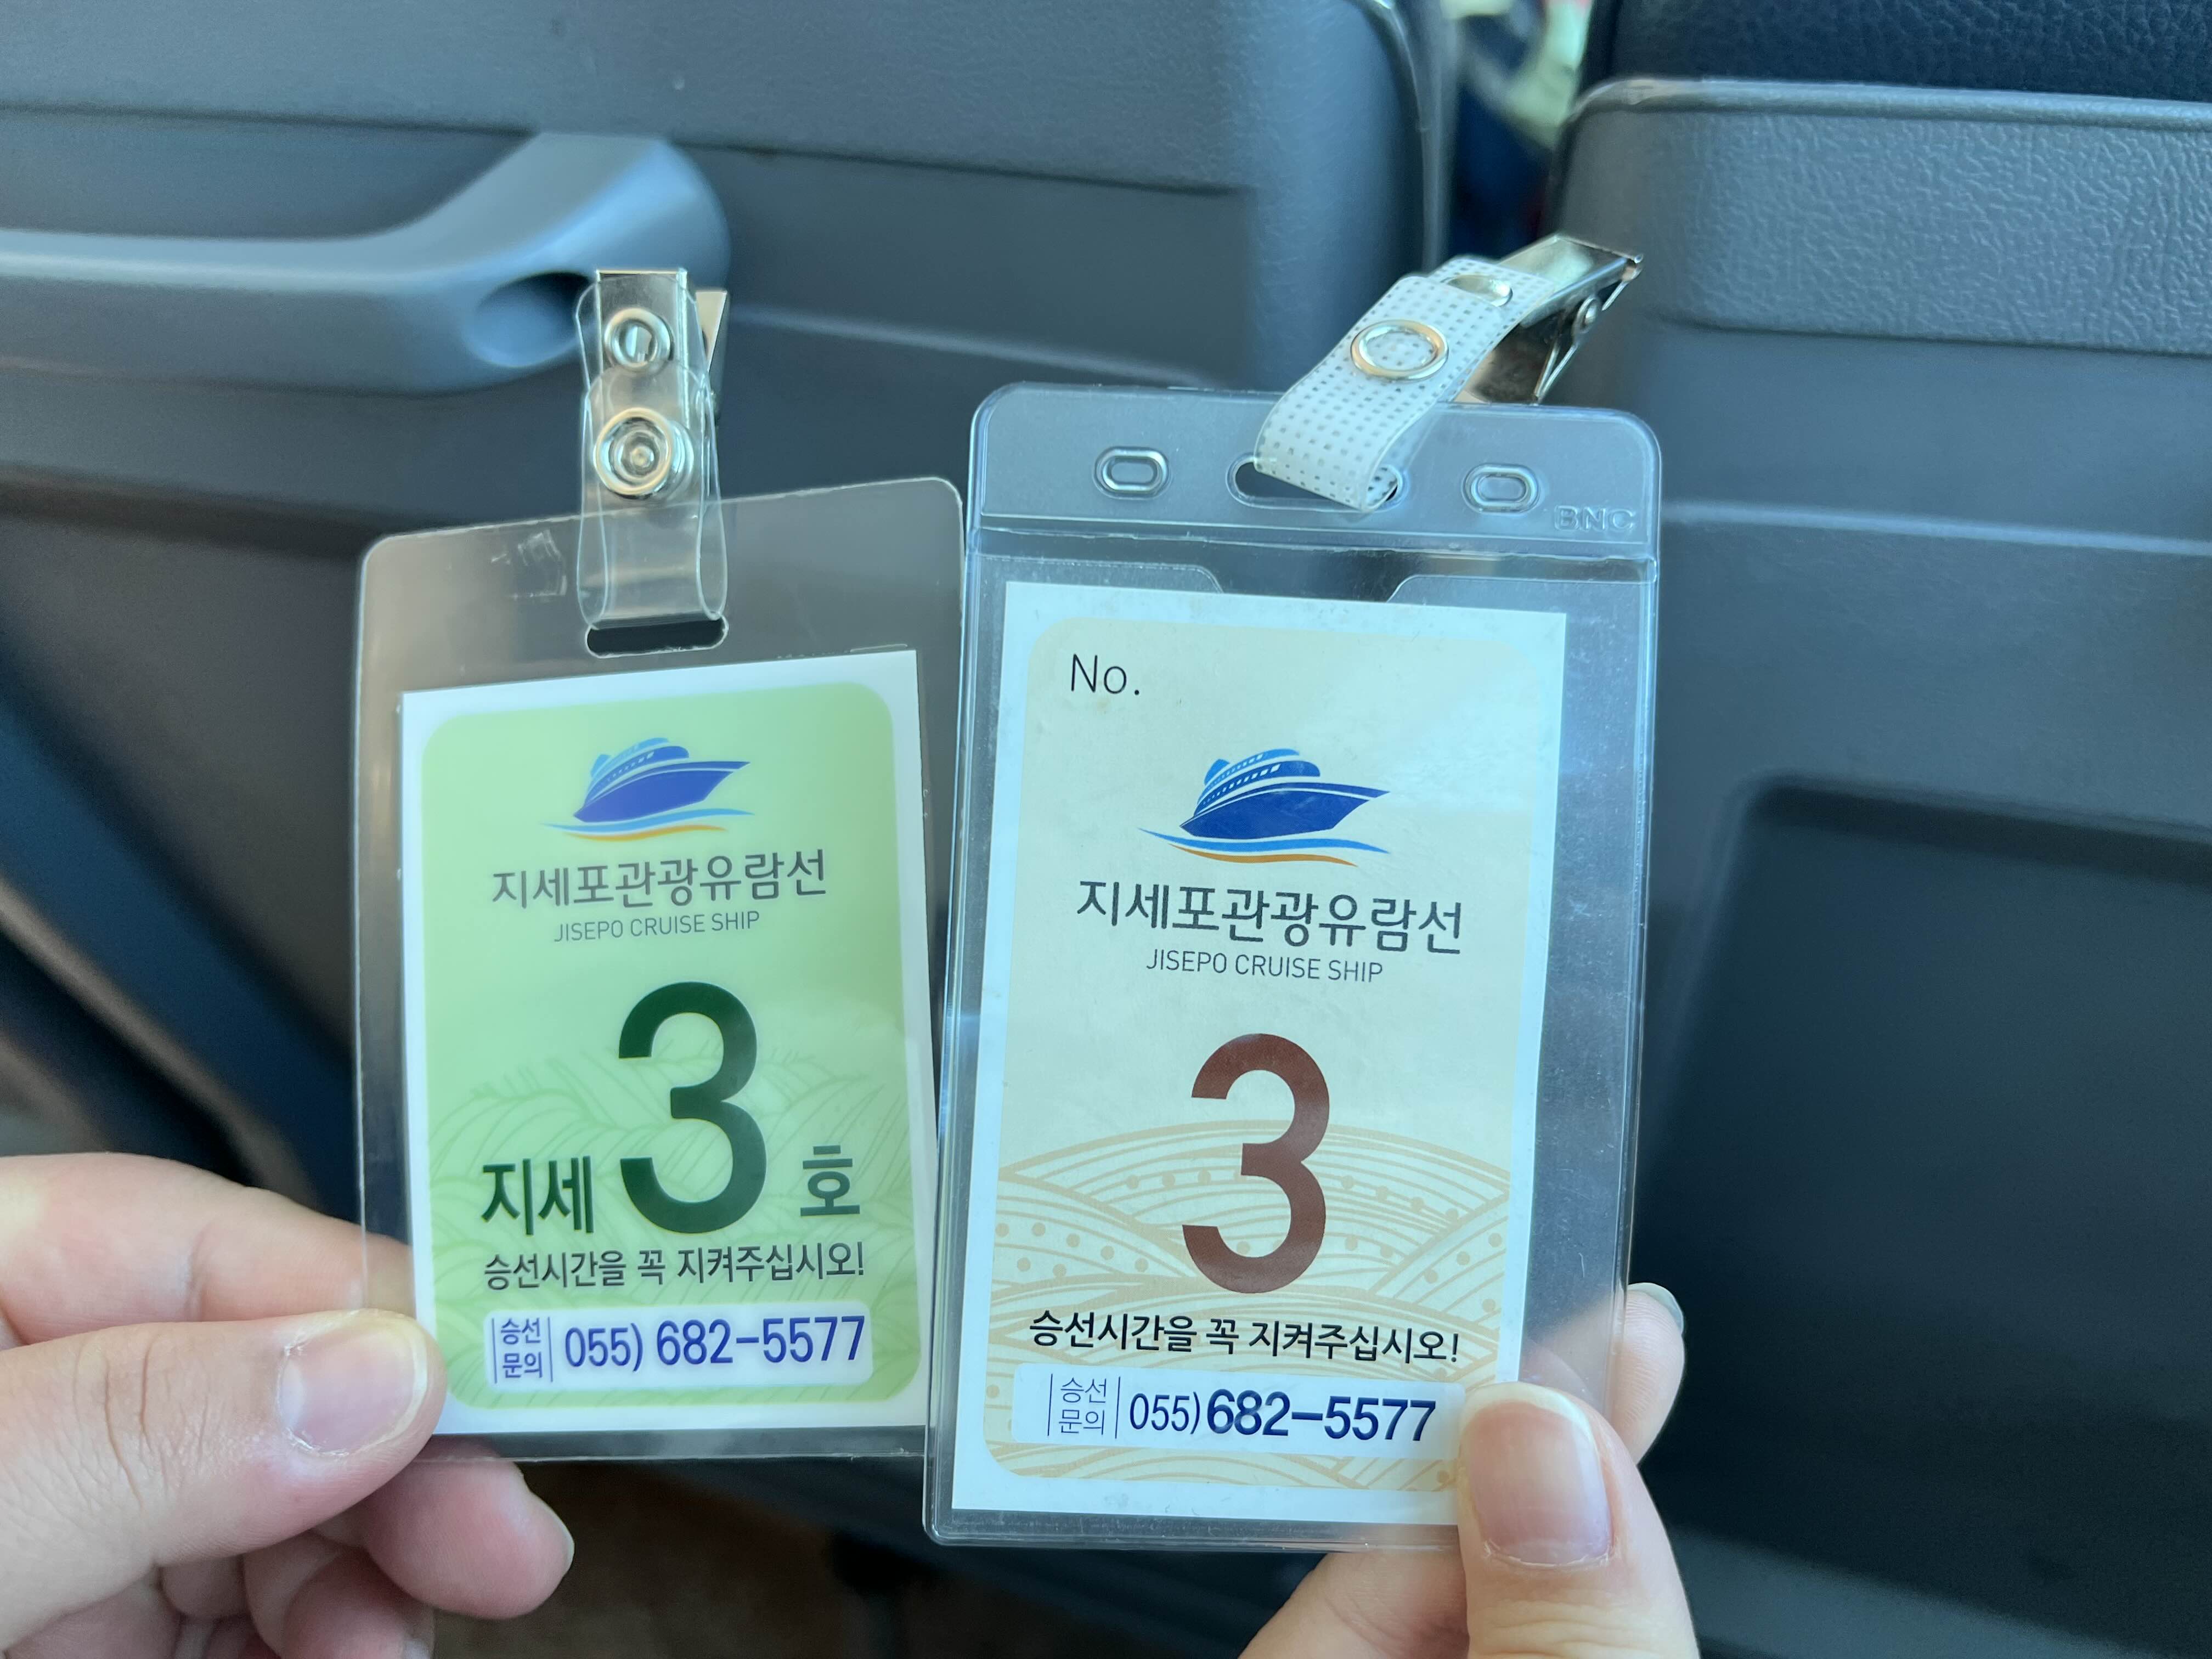 지세포관광유람선
JISEPO CRUISE SHIP
지세 3 호
승선시간을 꼭 지켜주십시오!
승선
문의
055) 682-5577
BNC
No.
지세포관광유람선
JISEPO CRUISE SHIP
3
승선시간을 꼭 지켜주십시오!
승선
문의
055) 682-5577